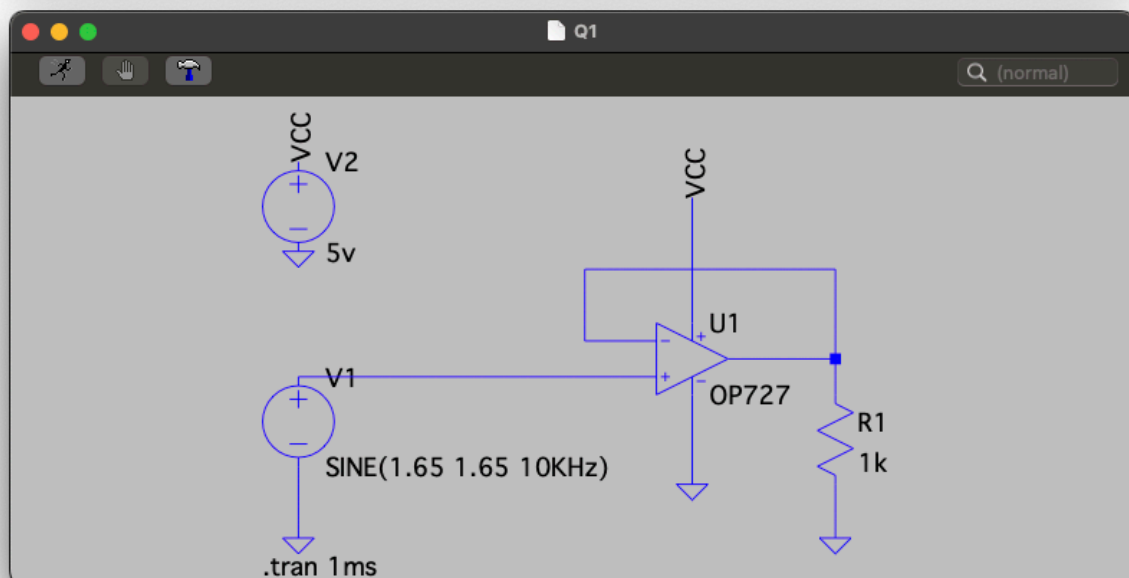 Q1
(normal)
VCC
V2
5v
VCC
U1
OP727
V1
SINE(1.65 1.65 10KHz)
R1
1k
.tran 1ms